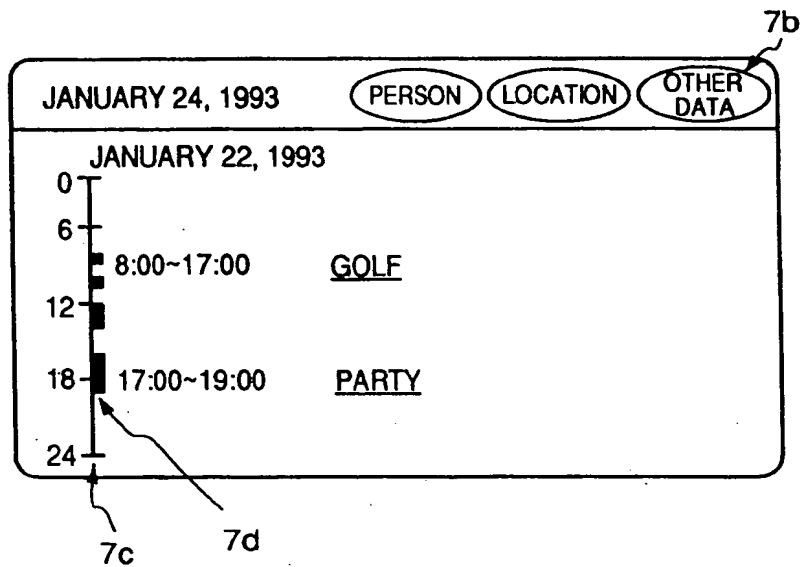 7b
JANUARY 24, 1993 PERSON LOCATION OTHER DATA
JANUARY 22, 1993
0
6
8:00~17:00 GOLF
12
18 17:00~19:00 PARTY
24
7c 7d